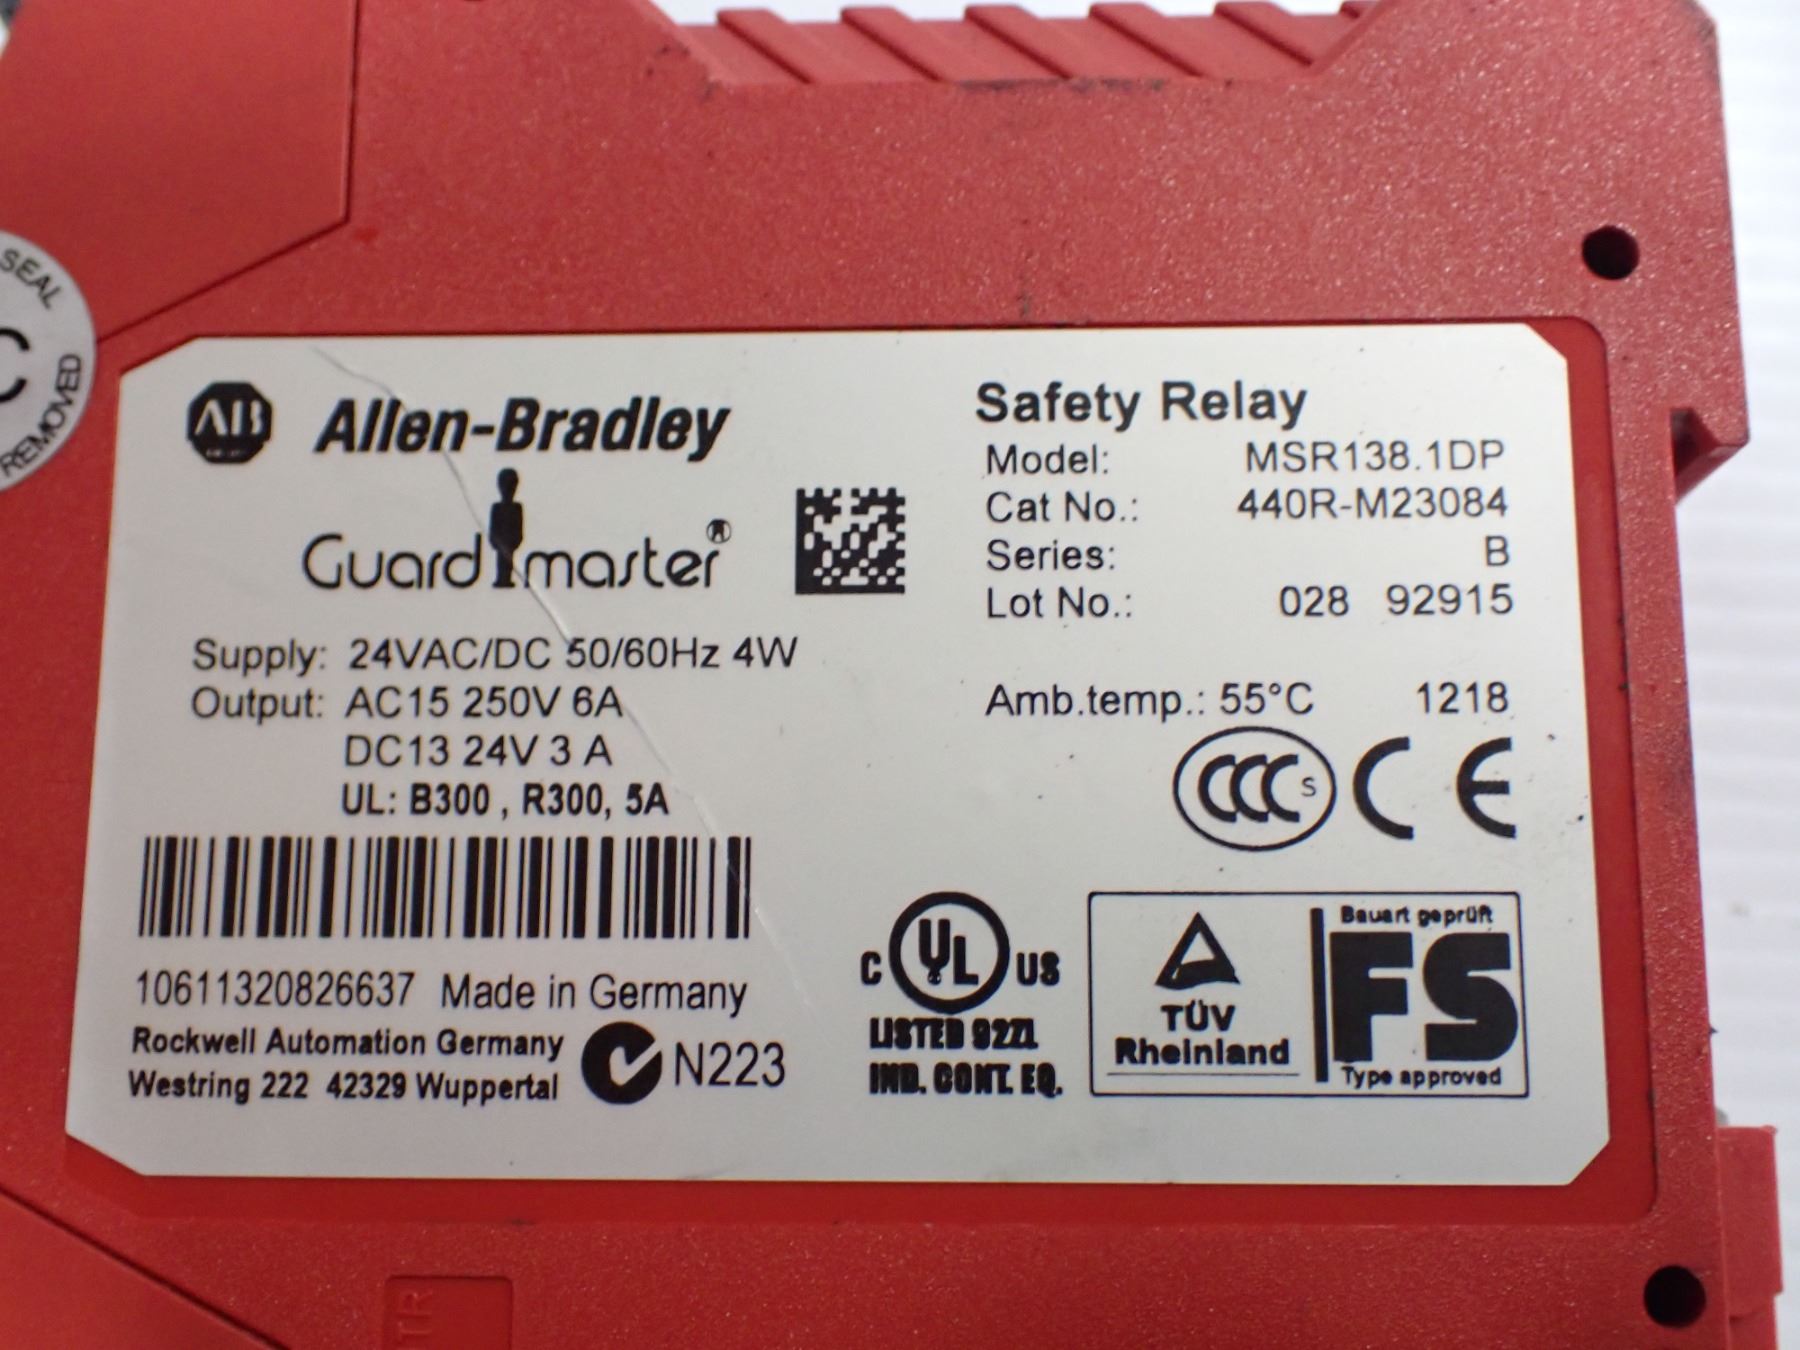 SEAL
C
REMOVED
AB Allen-Bradley
Guardmaster®
Supply: 24VAC/DC 50/60Hz 4W
Output: AC15 250V 6A
DC13 24V 3 A
UL: B300 , R300, 5A
10611320826637 Made in Germany
Rockwell Automation Germany
Westring 222 42329 Wuppertal
N223
Safety Relay
Model: MSR138.1DP
Cat No.: 440R-M23084
Series: B
Lot No.: 028 92915
Amb.temp.: 55°C 1218
CCC S CE
C UL US
LISTED 92ZL
IND. CONT. EQ.
TÜV
Rheinland
Bauart geprüft
FS
Type approved
TR